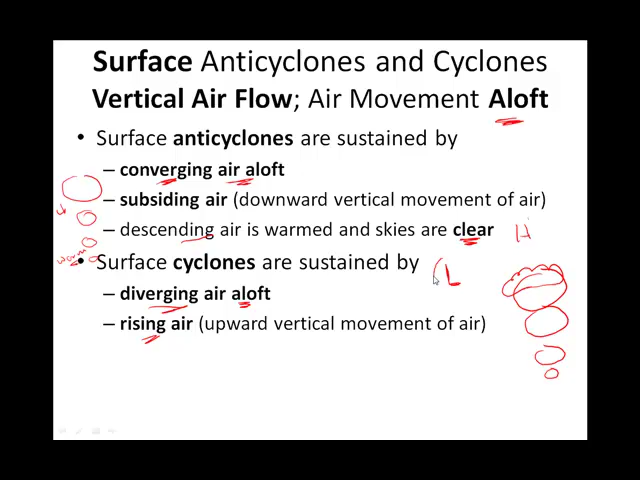 Surface Anticyclones and Cyclones
Vertical Air Flow; Air Movement Aloft
• Surface anticyclones are sustained by
– converging air aloft
– subsiding air (downward vertical movement of air)
– descending air is warmed and skies are clear
H
warm
• Surface cyclones are sustained by
L
– diverging air aloft
– rising air (upward vertical movement of air)